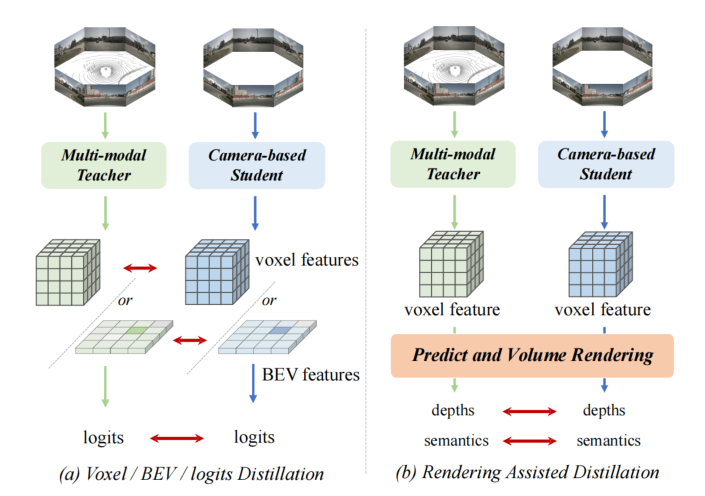 Multi-modal
Teacher
Camera-based
Student
voxel features
or
or
BEV features
logits
logits
(a) Voxel / BEV / logits Distillation
Multi-modal
Teacher
Camera-based
Student
voxel feature
voxel feature
Predict and Volume Rendering
depths
depths
semantics
semantics
(b) Rendering Assisted Distillation